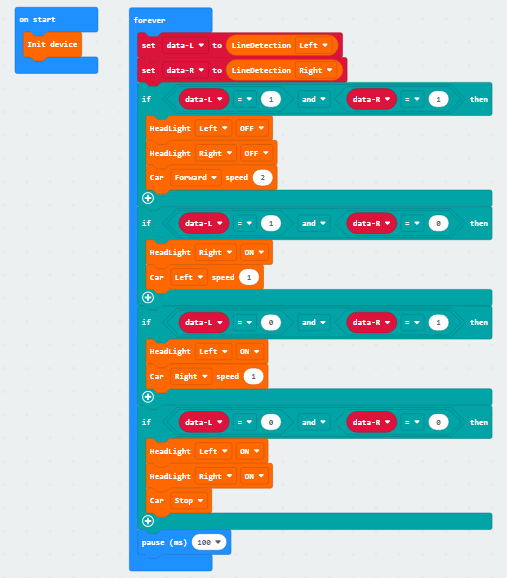 on start
Init device
forever
set data-L to LineDetection Left
set data-R to LineDetection Right
if data-L = 1 and data-R = 1 then
HeadLight Left OFF
HeadLight Right OFF
Car Forward speed 2
if data-L = 1 and data-R = 0 then
HeadLight Right ON
Car Left speed 1
if data-L = 0 and data-R = 1 then
HeadLight Left ON
Car Right speed 1
if data-L = 0 and data-R = 0 then
HeadLight Left ON
HeadLight Right ON
Car Stop
pause (ms) 100